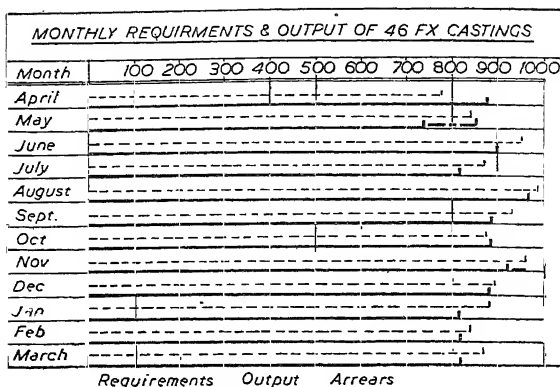 MONTHLY REQUIRMENTS & OUTPUT OF 46 FX CASTINGS
Month 100 200 300 400 500 600 700 800 900 1000
April
May
June
July
August
Sept.
Oct
Nov
Dec
Jan
Feb
March
Requirements Output Arrears